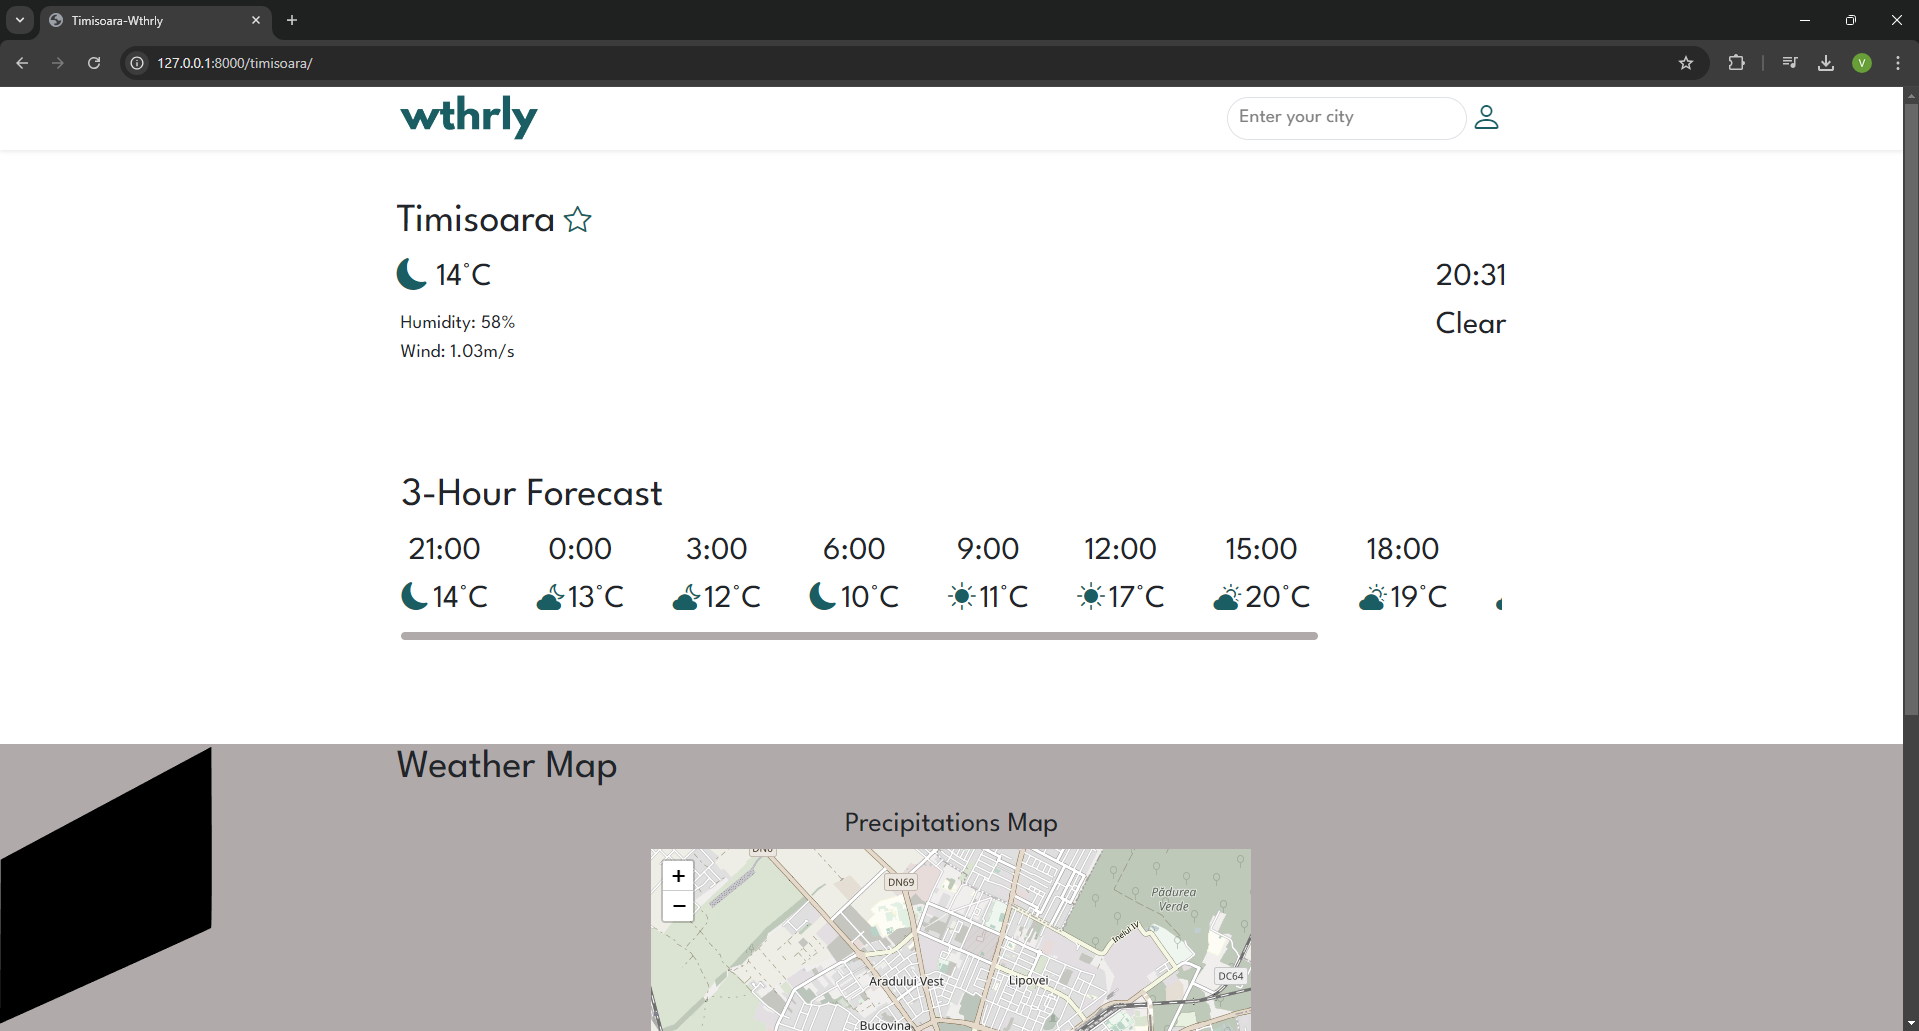 Timisoara-Wthrly
127.0.0.1:8000/timisoara/
V
wthrly
Enter your city
Timisoara
14°C
20:31
Humidity: 58%
Clear
Wind: 1.03m/s
3-Hour Forecast
21:00 0:00 3:00 6:00 9:00 12:00 15:00 18:00
14°C 13°C 12°C 10°C 11°C 17°C 20°C 19°C
Weather Map
Precipitations Map
+
−
DN6
DN69
Pădurea
Verde
Inelul IV
DC64
Aradului Vest
Lipovei
Bucovina